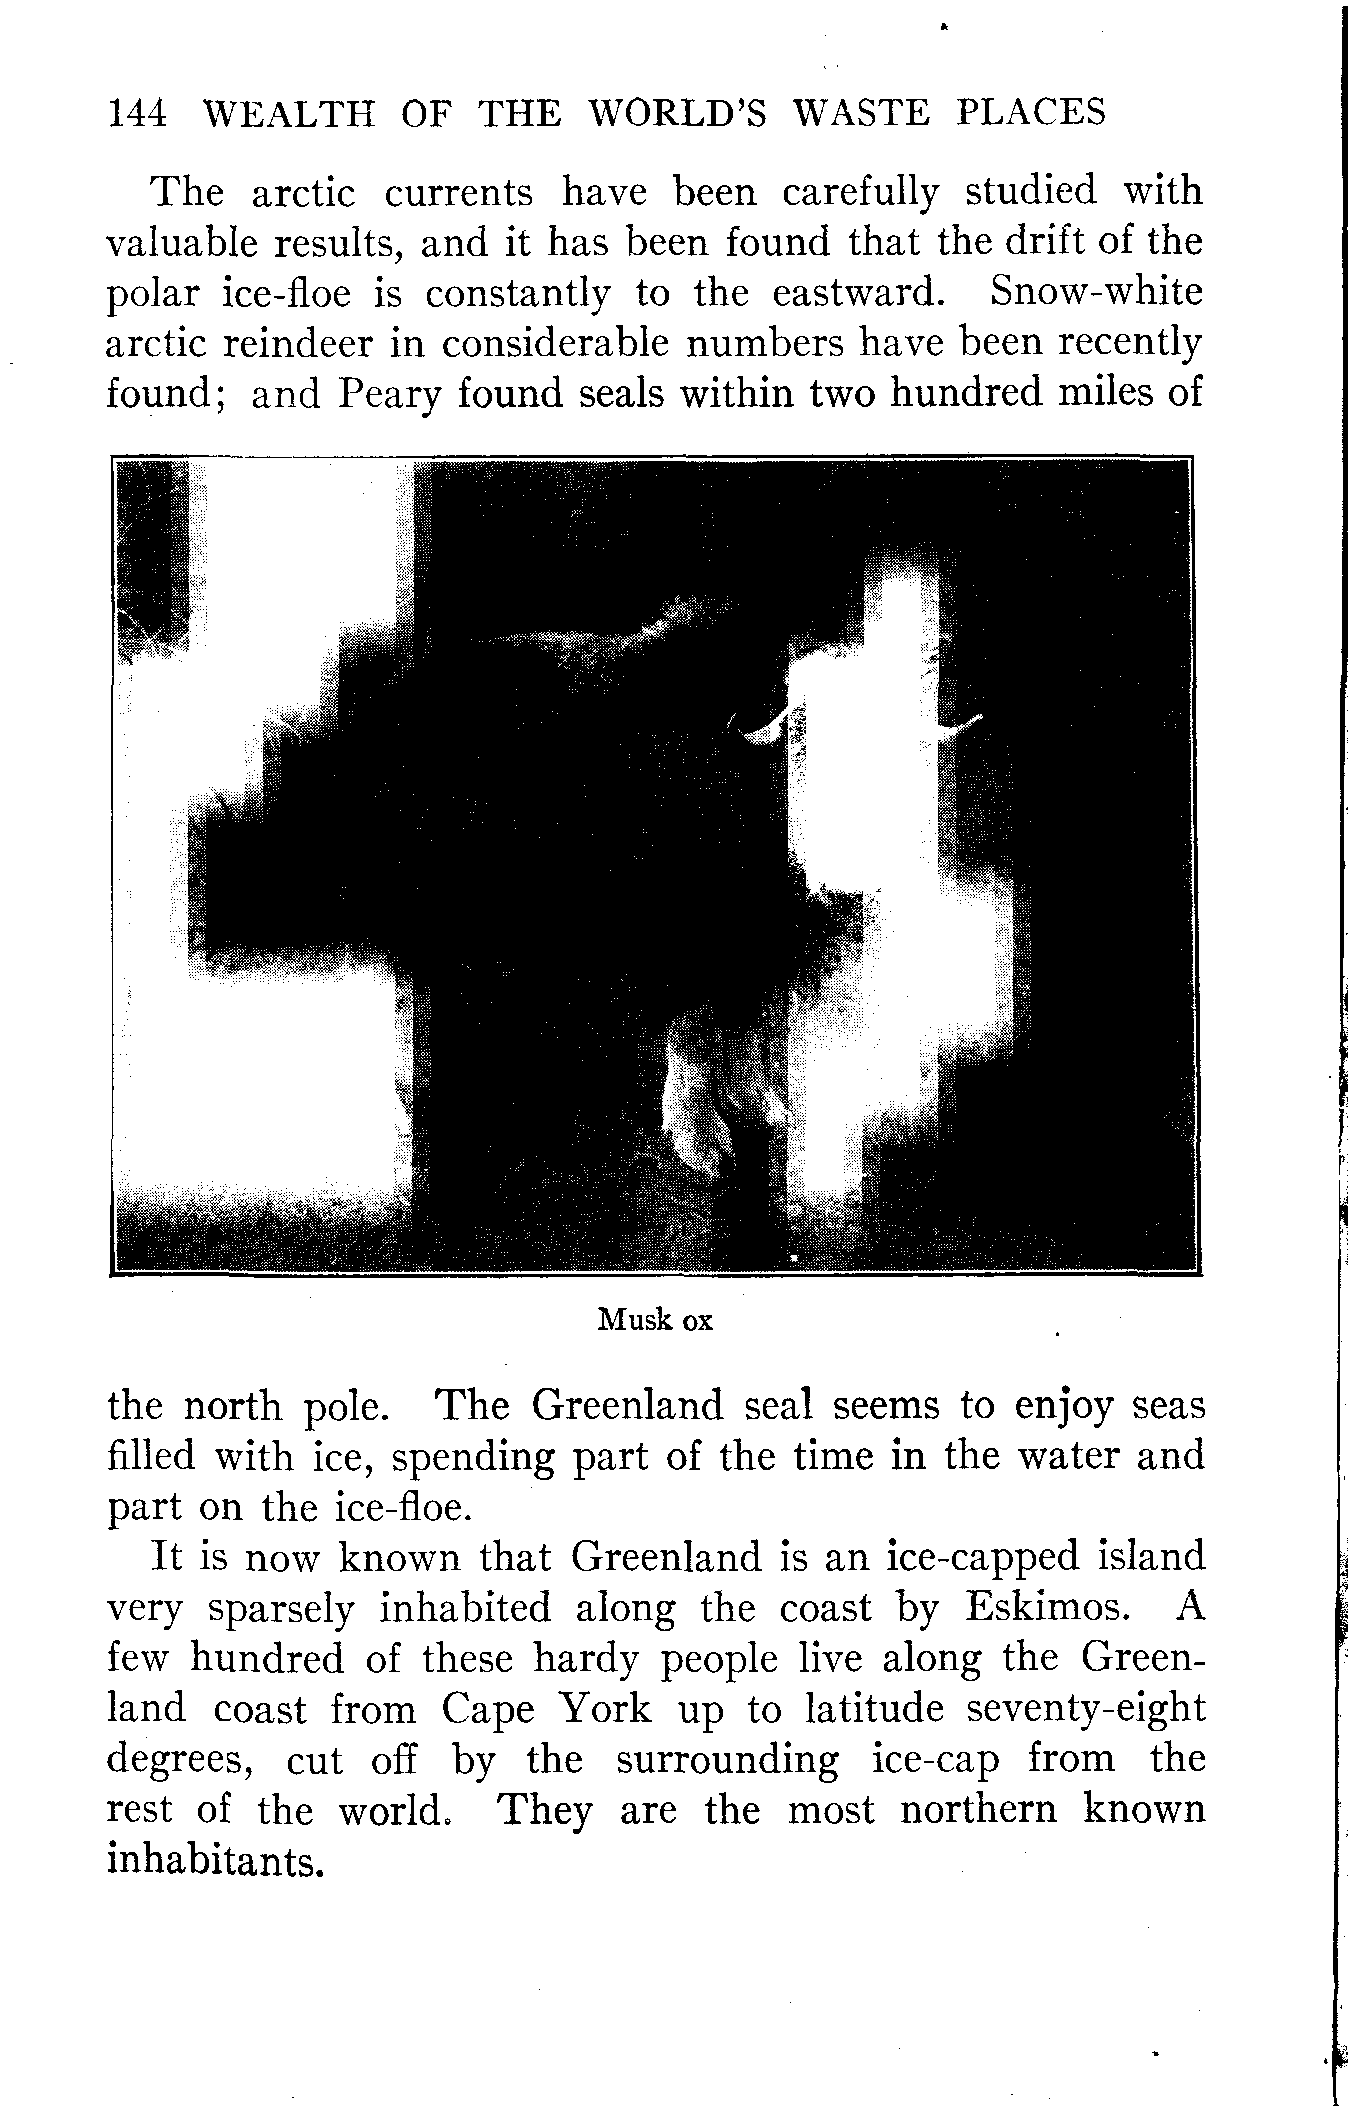 144 WEALTH OF THE WORLD'S WASTE PLACES
The arctic currents have been carefully studied with
valuable results, and it has been found that the drift of the
polar ice-floe is constantly to the eastward. Snow-white
arctic reindeer in considerable numbers have been recently
found; and Peary found seals within two hundred miles of
Musk ox
the north pole. The Greenland seal seems to enjoy seas
filled with ice, spending part of the time in the water and
part on the ice-floe.
It is now known that Greenland is an ice-capped island
very sparsely inhabited along the coast by Eskimos. A
few hundred of these hardy people live along the Green-
land coast from Cape York up to latitude seventy-eight
degrees, cut off by the surrounding ice-cap from the
rest of the world. They are the most northern known
inhabitants.